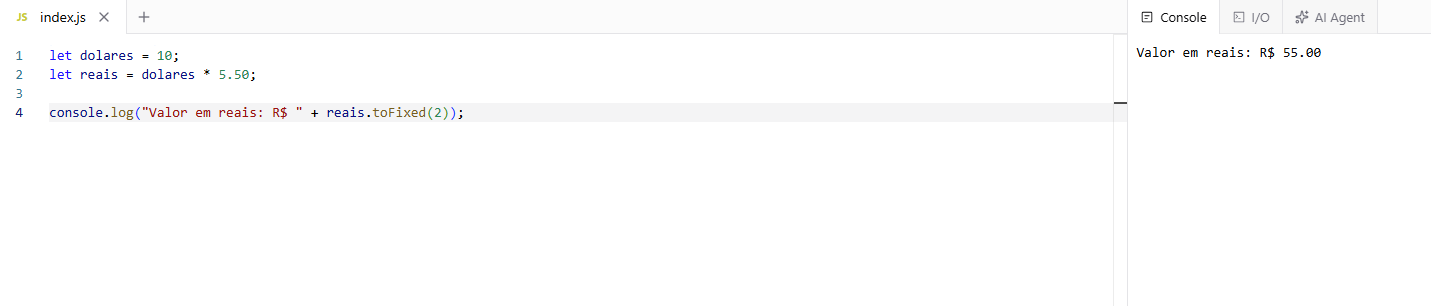 JS index.js × +
Console I/O AI Agent
1 let dolares = 10;
2 let reais = dolares * 5.50;
3
4 console.log("Valor em reais: R$ " + reais.toFixed(2));
Valor em reais: R$ 55.00